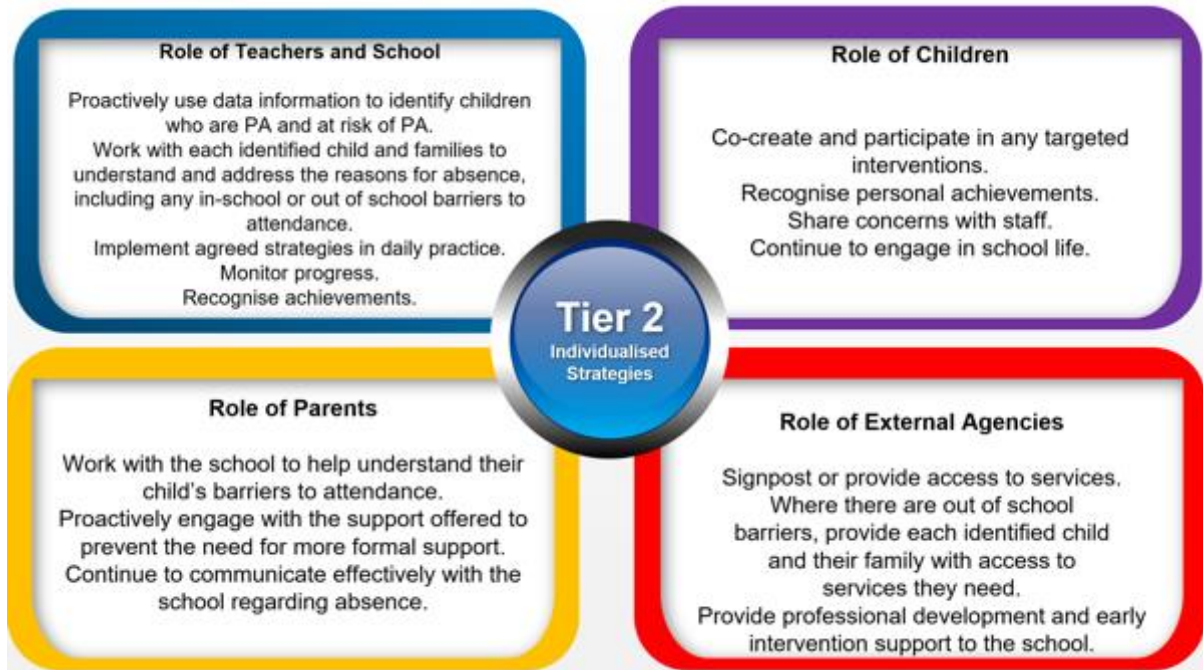 Role of Teachers and School
Proactively use data information to identify children
who are PA and at risk of PA.
Work with each identified child and families to
understand and address the reasons for absence,
including any in-school or out of school barriers to
attendance.
Implement agreed strategies in daily practice.
Monitor progress.
Recognise achievements.
Role of Children
Co-create and participate in any targeted
interventions.
Recognise personal achievements.
Share concerns with staff.
Continue to engage in school life.
Tier 2
Individualised
Strategies
Role of Parents
Work with the school to help understand their
child's barriers to attendance.
Proactively engage with the support offered to
prevent the need for more formal support.
Continue to communicate effectively with the
school regarding absence.
Role of External Agencies
Signpost or provide access to services.
Where there are out of school
barriers, provide each identified child
and their family with access to
services they need.
Provide professional development and early
intervention support to the school.